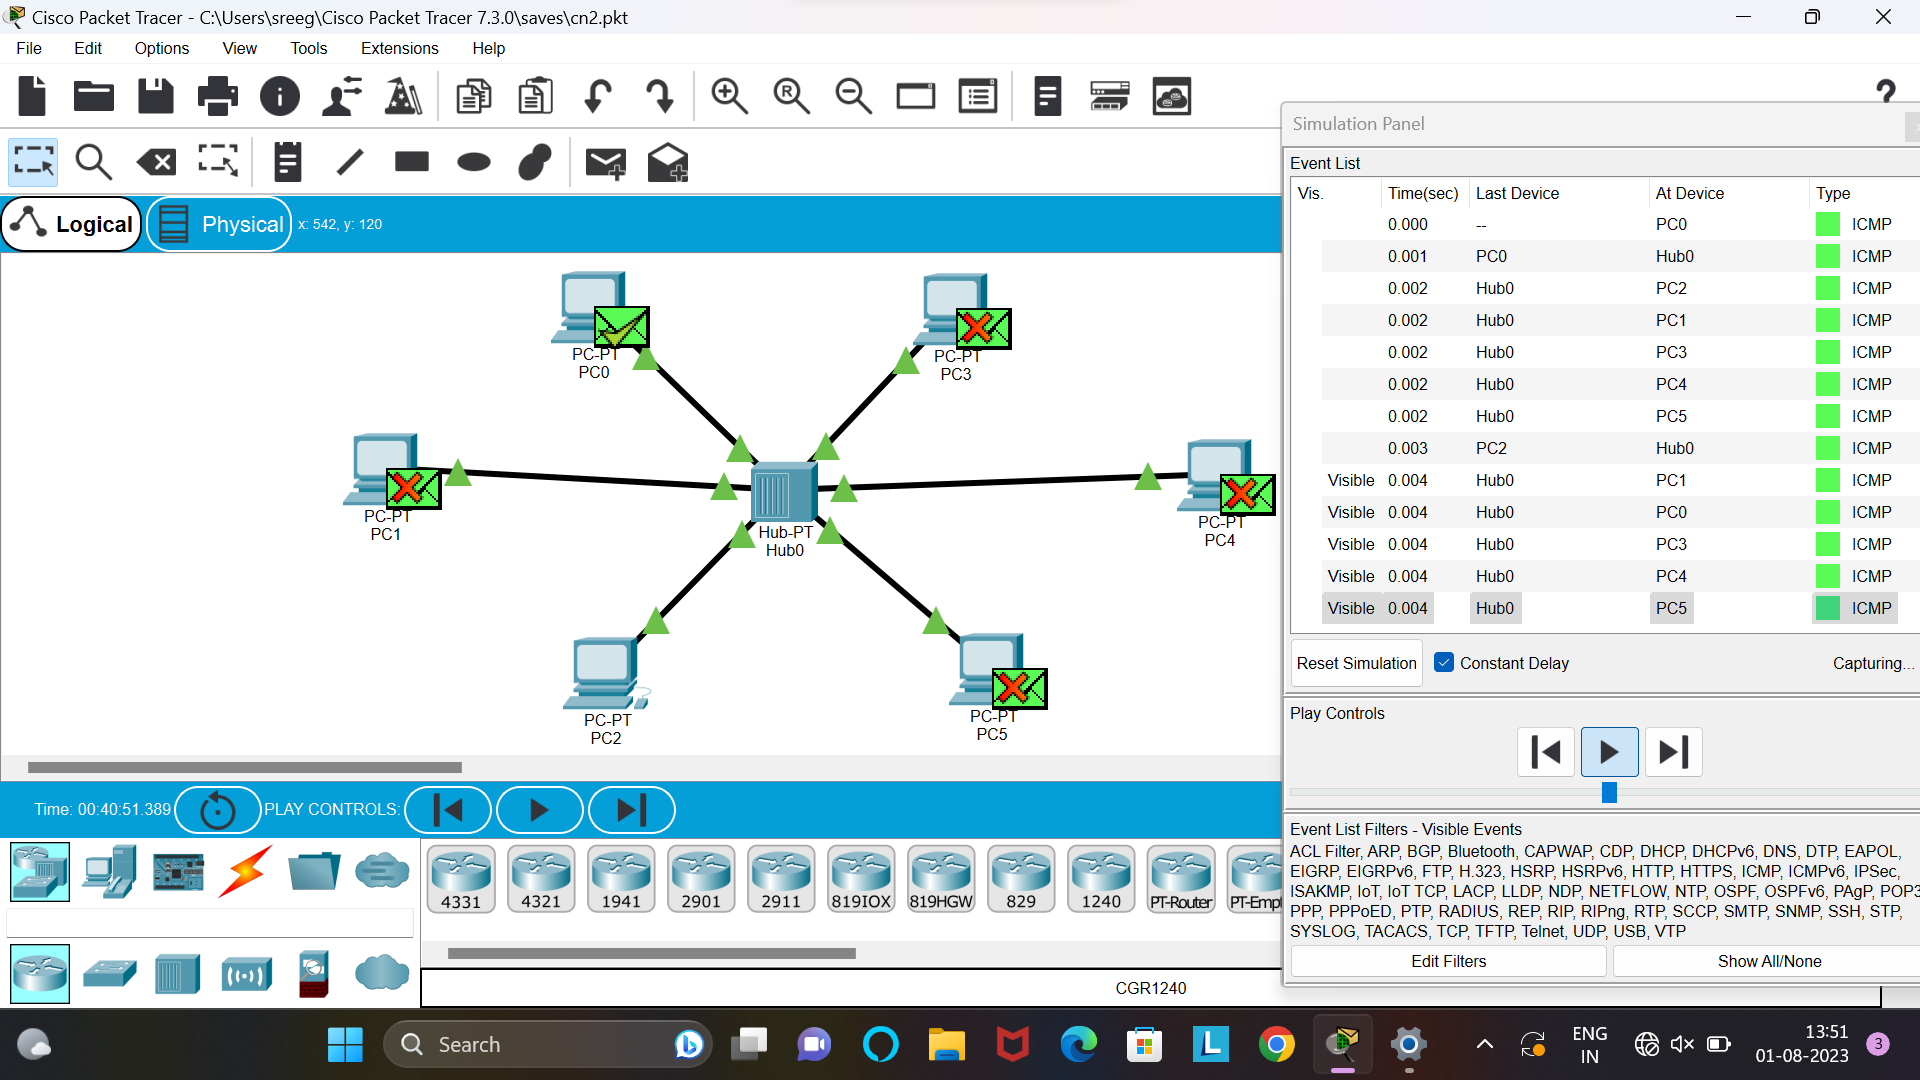 Cisco Packet Tracer - C:\Users\sreeg\Cisco Packet Tracer 7.3.0\saves\cn2.pkt
File Edit Options View Tools Extensions Help
Logical Physical x: 542, y: 120
PC-PT
PC0
PC-PT
PC3
PC-PT
PC1
Hub-PT
Hub0
PC-PT
PC4
PC-PT
PC2
PC-PT
PC5
Simulation Panel
Event List
Vis. Time(sec) Last Device At Device Type
0.000 -- PC0 ICMP
0.001 PC0 Hub0 ICMP
0.002 Hub0 PC2 ICMP
0.002 Hub0 PC1 ICMP
0.002 Hub0 PC3 ICMP
0.002 Hub0 PC4 ICMP
0.002 Hub0 PC5 ICMP
0.003 PC2 Hub0 ICMP
Visible 0.004 Hub0 PC1 ICMP
Visible 0.004 Hub0 PC0 ICMP
Visible 0.004 Hub0 PC3 ICMP
Visible 0.004 Hub0 PC4 ICMP
Visible 0.004 Hub0 PC5 ICMP
Reset Simulation Constant Delay Capturing...
Play Controls
Event List Filters - Visible Events
ACL Filter, ARP, BGP, Bluetooth, CAPWAP, CDP, DHCP, DHCPv6, DNS, DTP, EAPOL,
EIGRP, EIGRPv6, FTP, H.323, HSRP, HSRPv6, HTTP, HTTPS, ICMP, ICMPv6, IPSec,
ISAKMP, IoT, IoT TCP, LACP, LLDP, NDP, NETFLOW, NTP, OSPF, OSPFv6, PAgP, POP3
PPP, PPPoED, PTP, RADIUS, REP, RIP, RIPng, RTP, SCCP, SMTP, SNMP, SSH, STP,
SYSLOG, TACACS, TCP, TFTP, Telnet, UDP, USB, VTP
Edit Filters Show All/None
Time: 00:40:51.389 PLAY CONTROLS:
4331 4321 1941 2901 2911 819IOX 819HGW 829 1240 PT-Router PT-Emp
CGR1240
Search
ENG
IN
13:51
01-08-2023
3